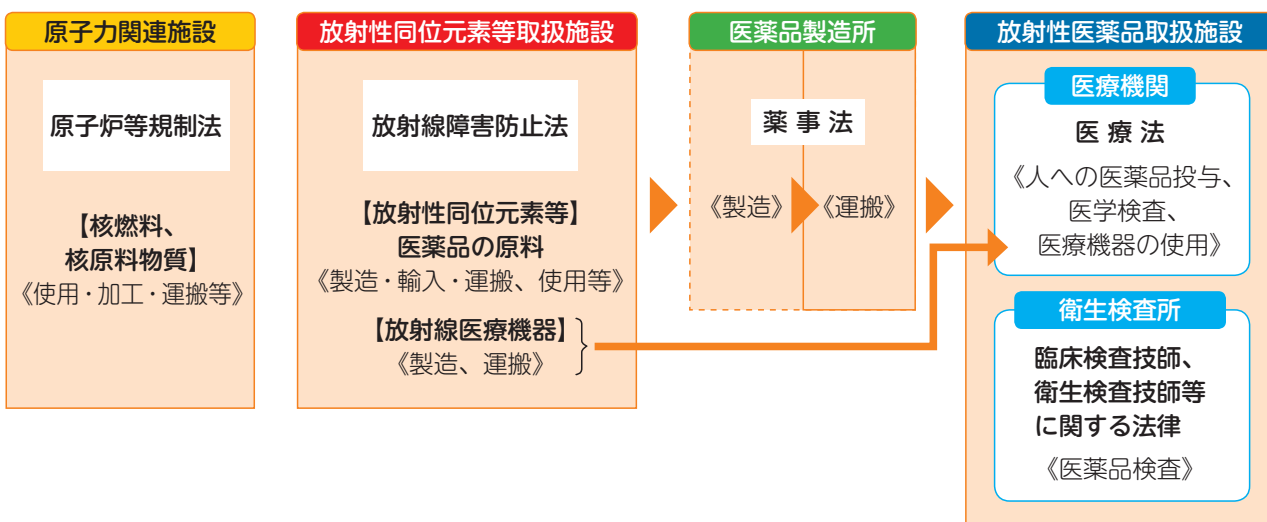 原子力関連施設
原子炉等規制法
【核燃料、
核原料物質】
《使用・加工・運搬等》
放射性同位元素等取扱施設
放射線障害防止法
【放射性同位元素等】
医薬品の原料
《製造・輸入・運搬、使用等》
【放射線医療機器】
《製造、運搬》
医薬品製造所
薬事法
《製造》
《運搬》
放射性医薬品取扱施設
医療機関
医療法
《人への医薬品投与、
医学検査、
医療機器の使用》
衛生検査所
臨床検査技師、
衛生検査技師等
に関する法律
《医薬品検査》